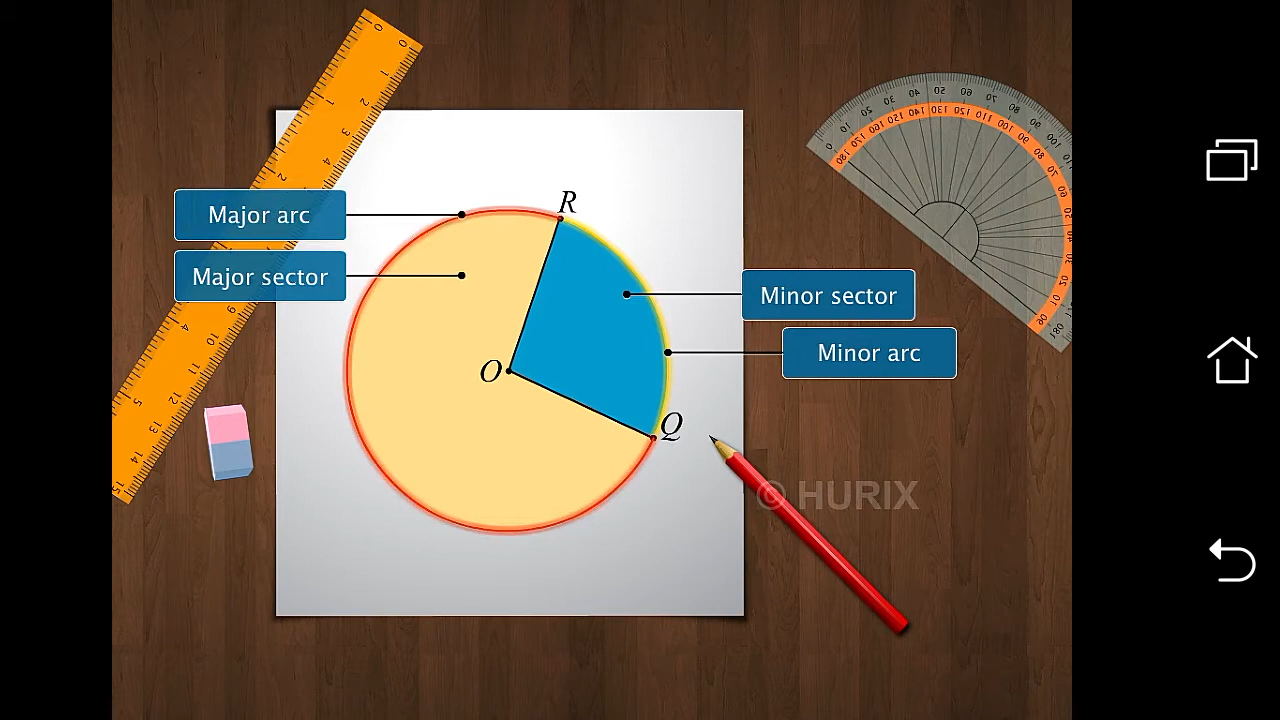 Major arc
R
Major sector
Minor sector
Minor arc
O
Q
© HURIX